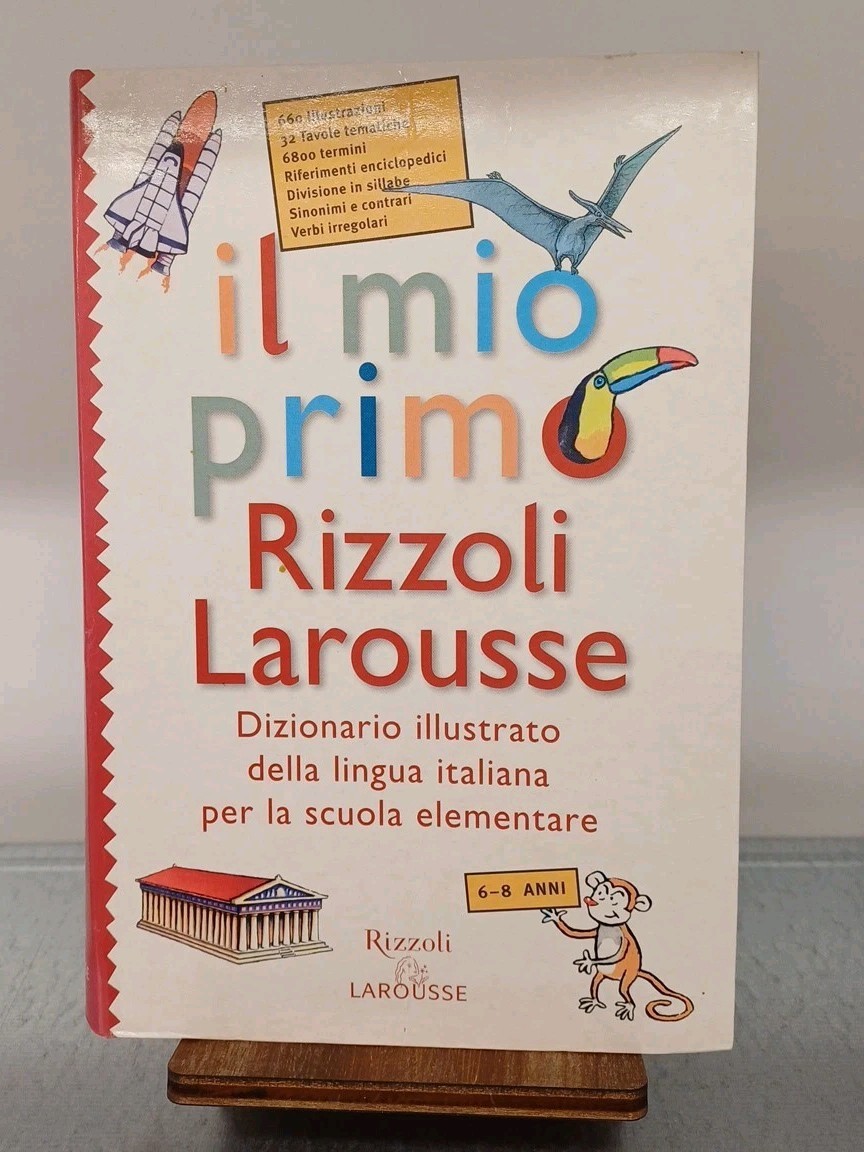 660 Illustrazioni
32 Tavole tematiche
6800 termini
Riferimenti enciclopedici
Divisione in sillabe
Sinonimi e contrari
Verbi irregolari
il mio
primo
Rizzoli
Larousse
Dizionario illustrato
della lingua italiana
per la scuola elementare
6-8 ANNI
Rizzoli
LAROUSSE